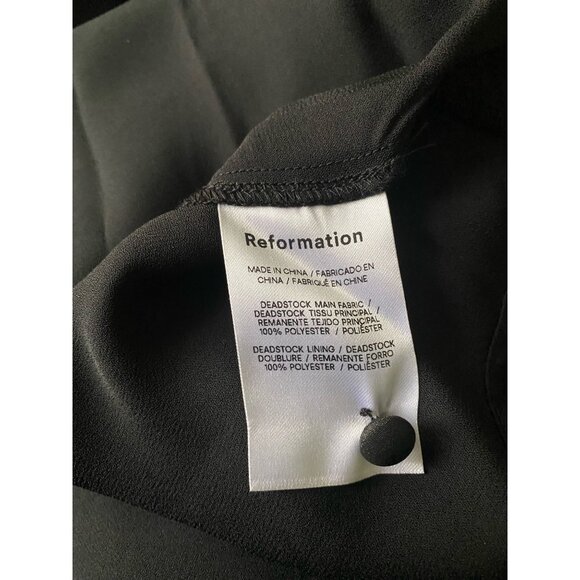 Reformation
MADE IN CHINA / FABRICADO EN
CHINA / FABRIQUÉ EN CHINE
DEADSTOCK MAIN FABRIC /
DEADSTOCK TISSU PRINCIPAL /
REMANENTE TEJIDO PRINCIPAL
100% POLYESTER / POLIÉSTER
DEADSTOCK LINING / DEADSTOCK
DOUBLURE / REMANENTE FORRO
100% POLYESTER / POLIÉSTER